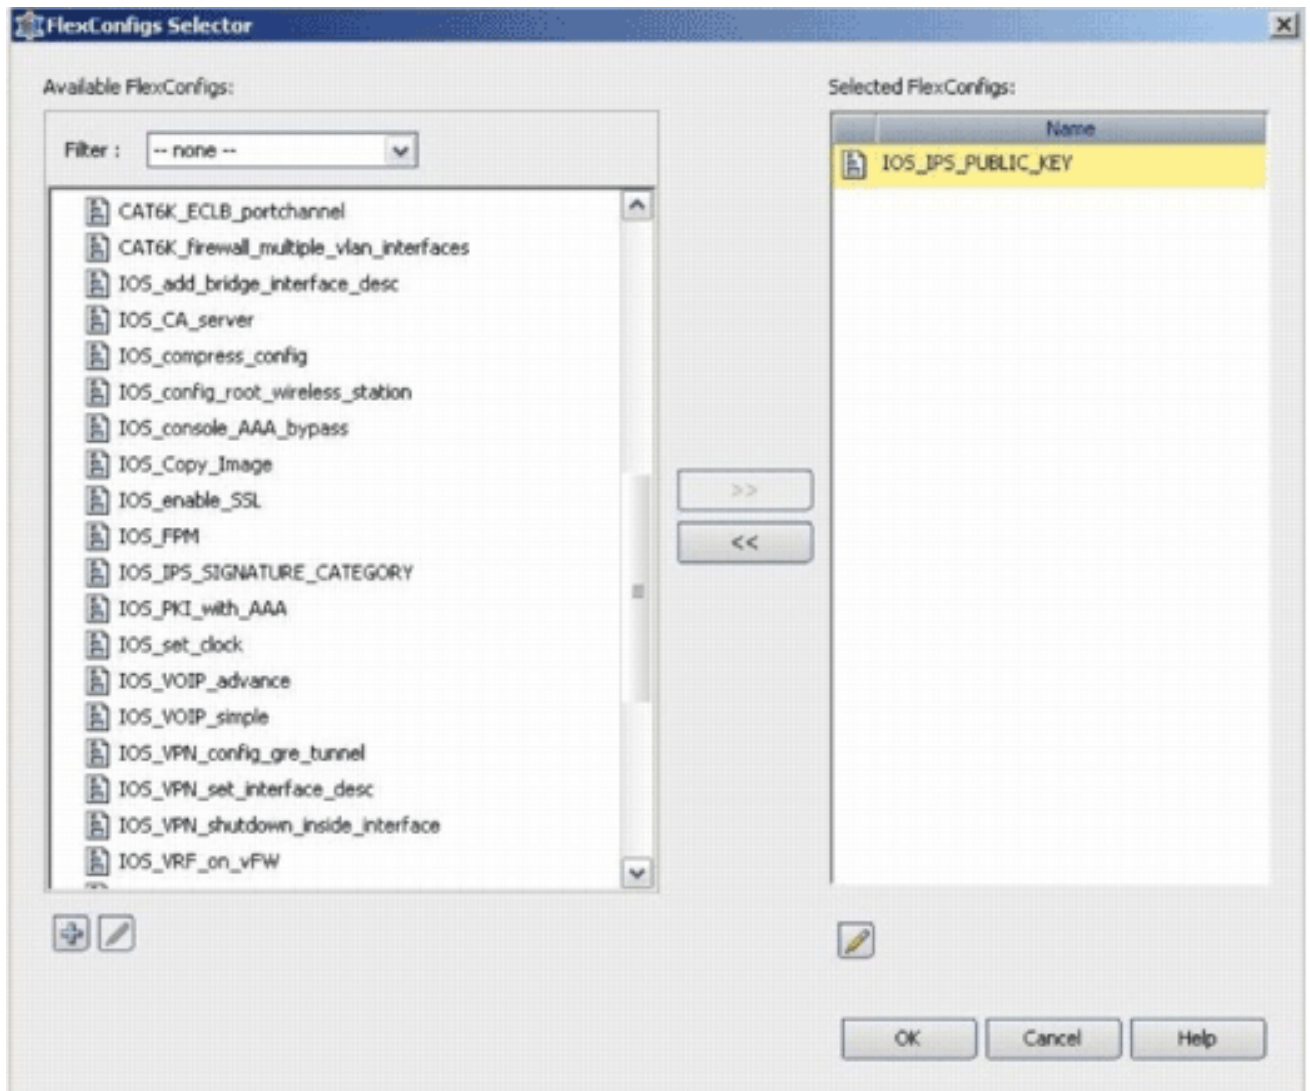 FlexConfigs Selector
Available FlexConfigs:
Filter :
-- none --
CAT6K_ECLB_portchannel
CAT6K_firewall_multiple_vlan_interfaces
IOS_add_bridge_interface_desc
IOS_CA_server
IOS_compress_config
IOS_config_root_wireless_station
IOS_console_AAA_bypass
IOS_Copy_Image
IOS_enable_SSL
IOS_FPM
IOS_IPS_SIGNATURE_CATEGORY
IOS_PKI_with_AAA
IOS_set_clock
IOS_VOIP_advance
IOS_VOIP_simple
IOS_VPN_config_gre_tunnel
IOS_VPN_set_interface_desc
IOS_VPN_shutdown_inside_interface
IOS_VRF_on_vFW
>>
<<
Selected FlexConfigs:
Name
IOS_IPS_PUBLIC_KEY
OK
Cancel
Help